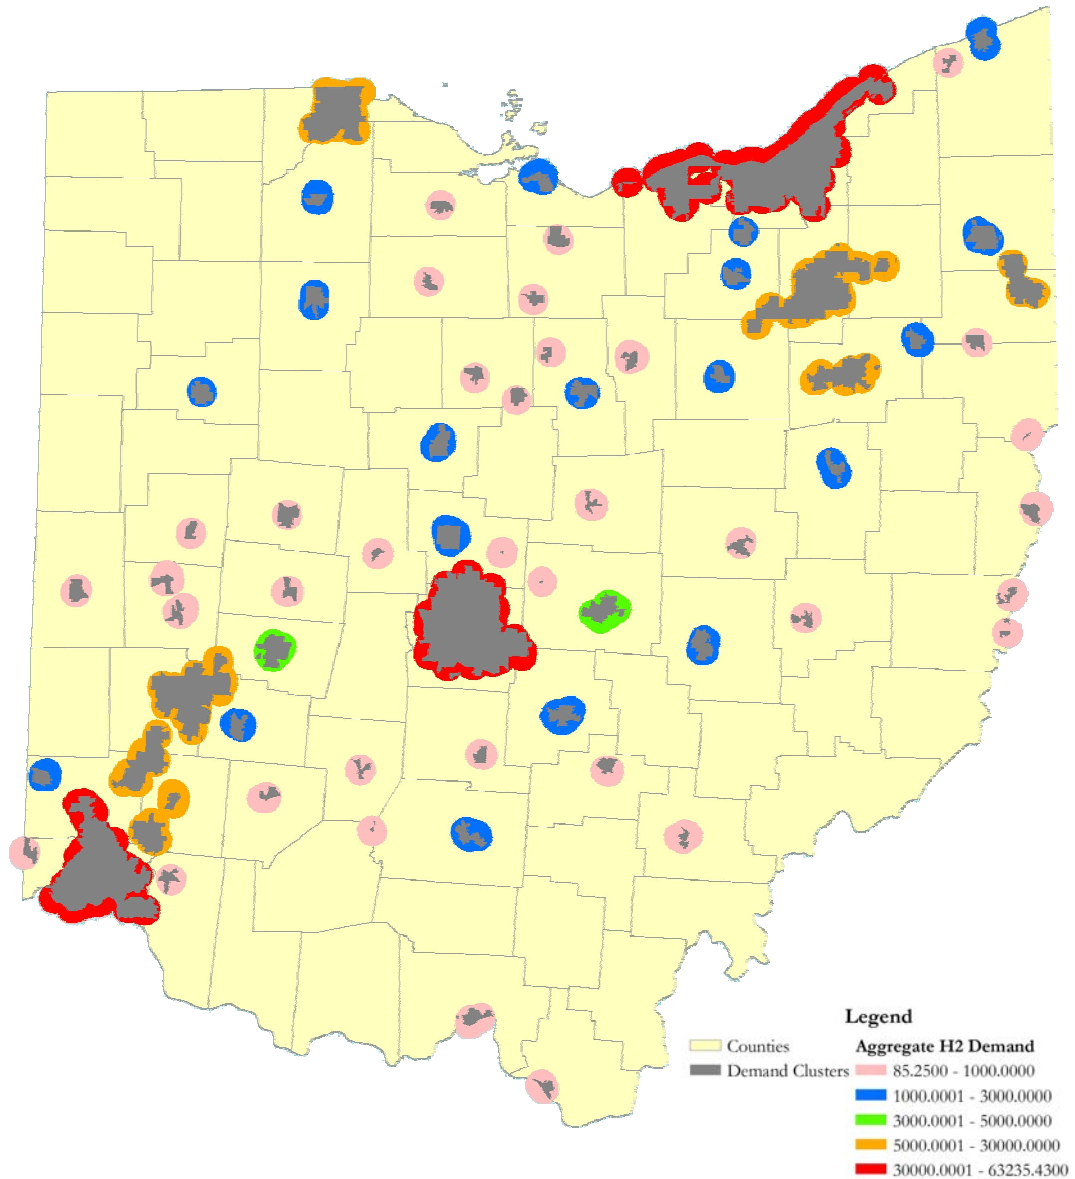 Legend
Counties
Demand Clusters
Aggregate H2 Demand
85.2500 - 1000.0000
1000.0001 - 3000.0000
3000.0001 - 5000.0000
5000.0001 - 30000.0000
30000.0001 - 63235.4300